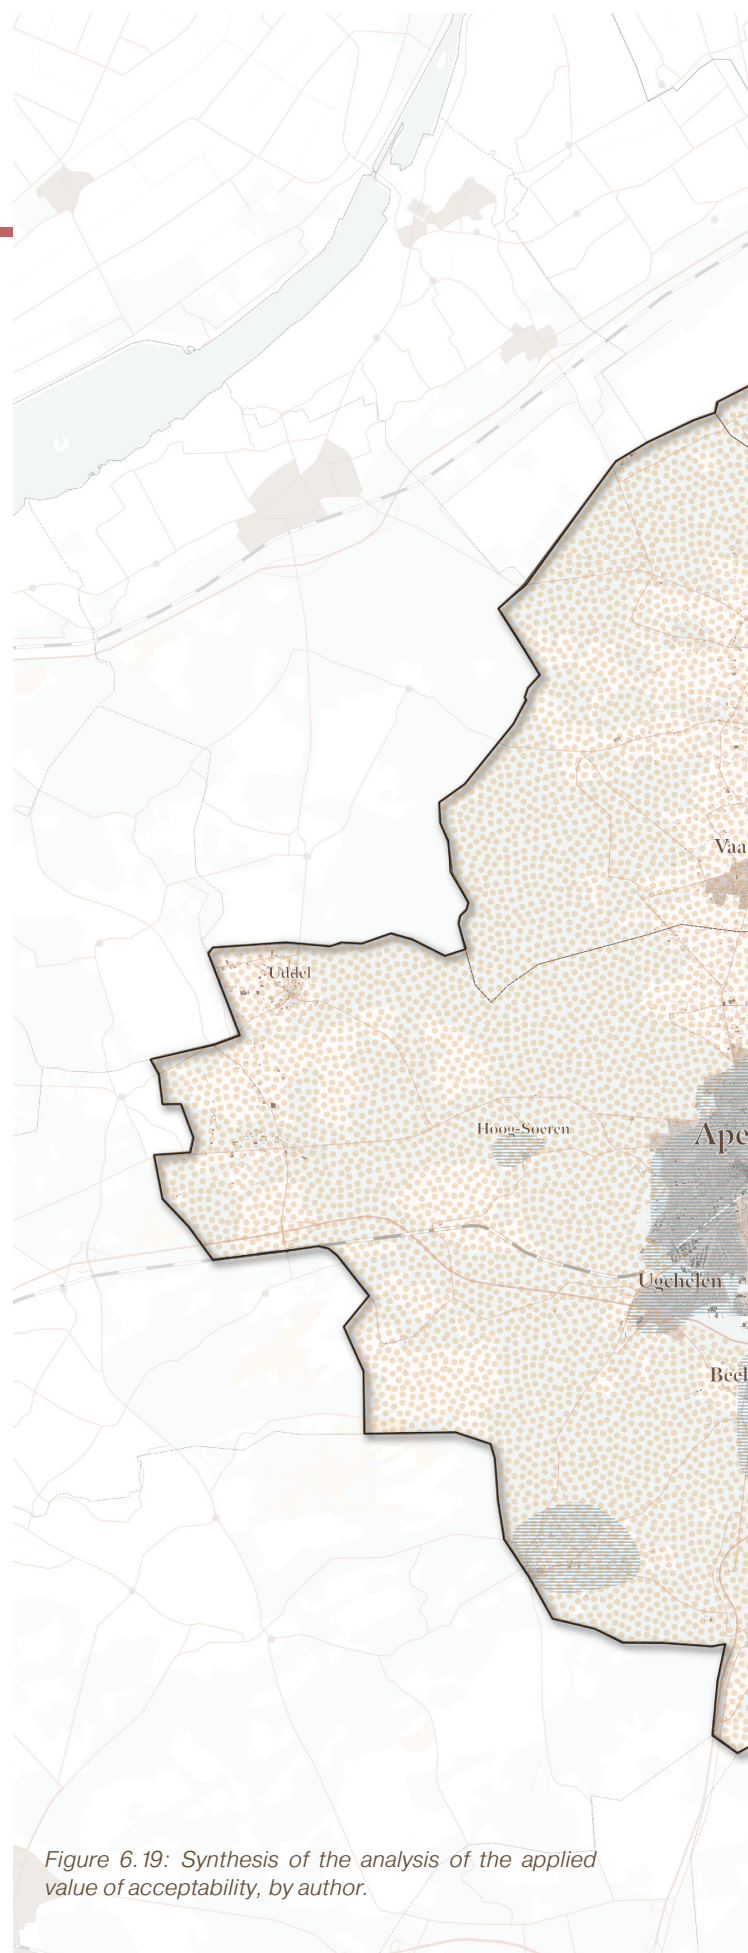 Vaa
Uddel
Hoog-Soeren
Ape
Ugchelen
Beek
Figure 6.19: Synthesis of the analysis of the applied
value of acceptability, by author.